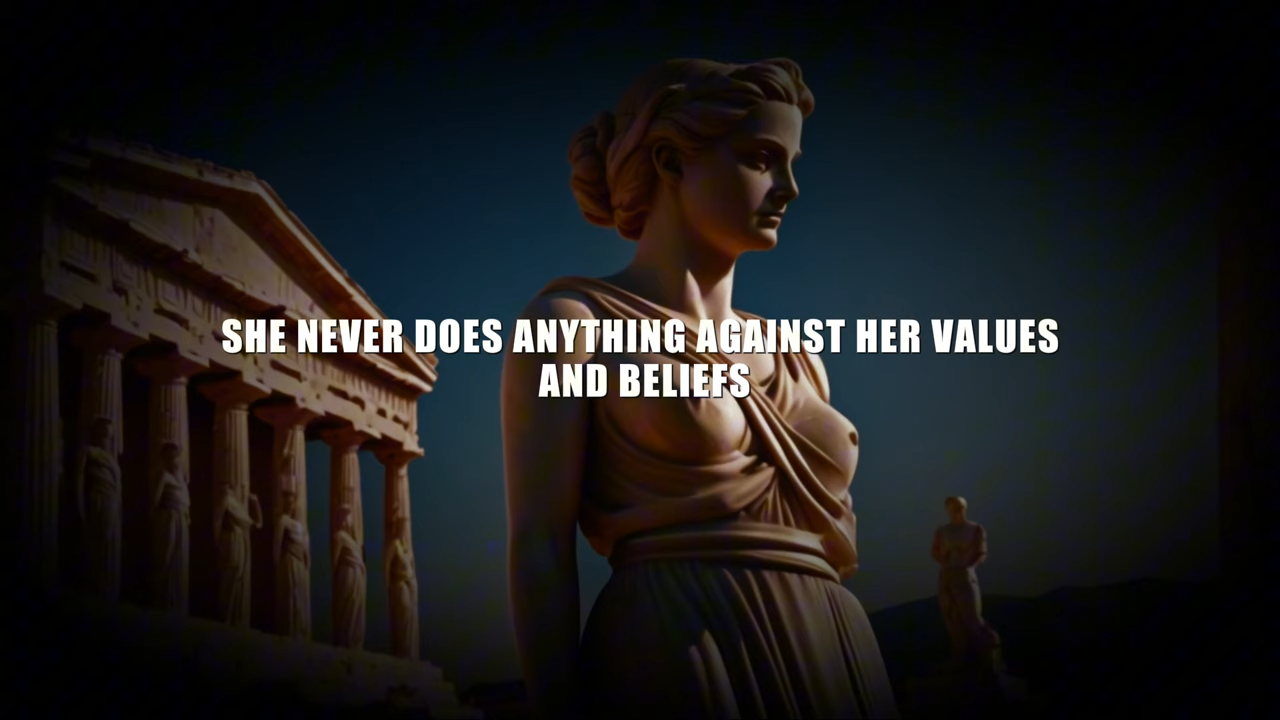 SHE NEVER DOES ANYTHING AGAINST HER VALUES
AND BELIEFS